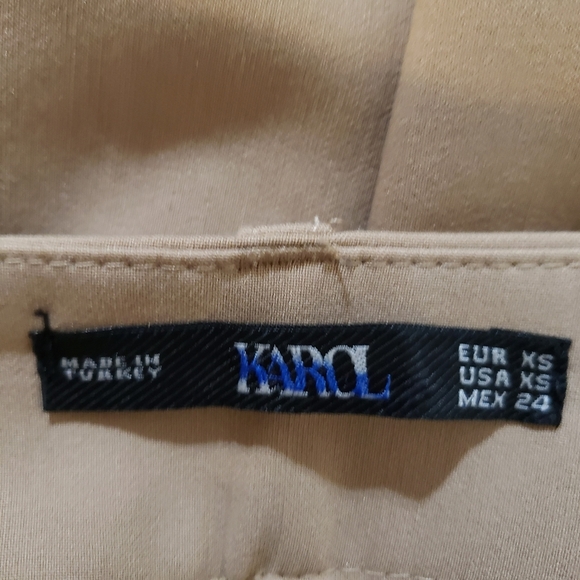 MADE IN
TURKEY
KAROL
EUR XS
USA XS
MEX 24